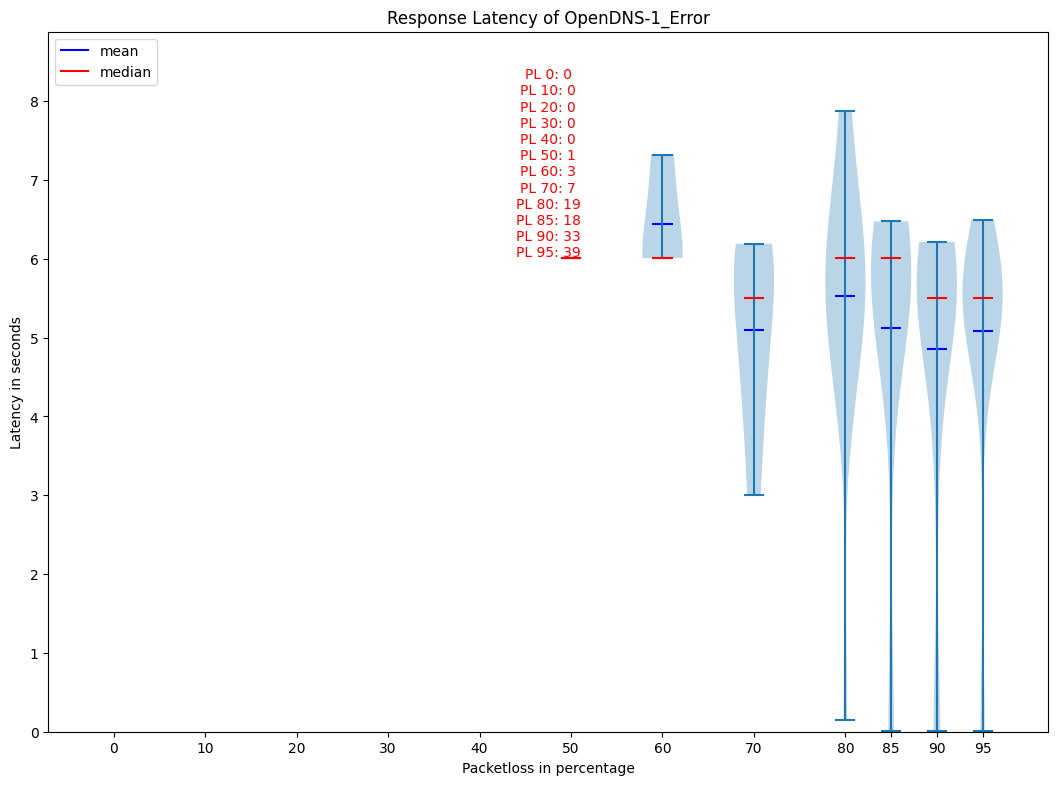 Response Latency of OpenDNS-1_Error
mean
median
PL 0: 0
PL 10: 0
PL 20: 0
PL 30: 0
PL 40: 0
PL 50: 1
PL 60: 3
PL 70: 7
PL 80: 19
PL 85: 18
PL 90: 33
PL 95: 39
Latency in seconds
8
7
6
5
4
3
2
1
0
0 10 20 30 40 50 60 70 80 85 90 95
Packetloss in percentage